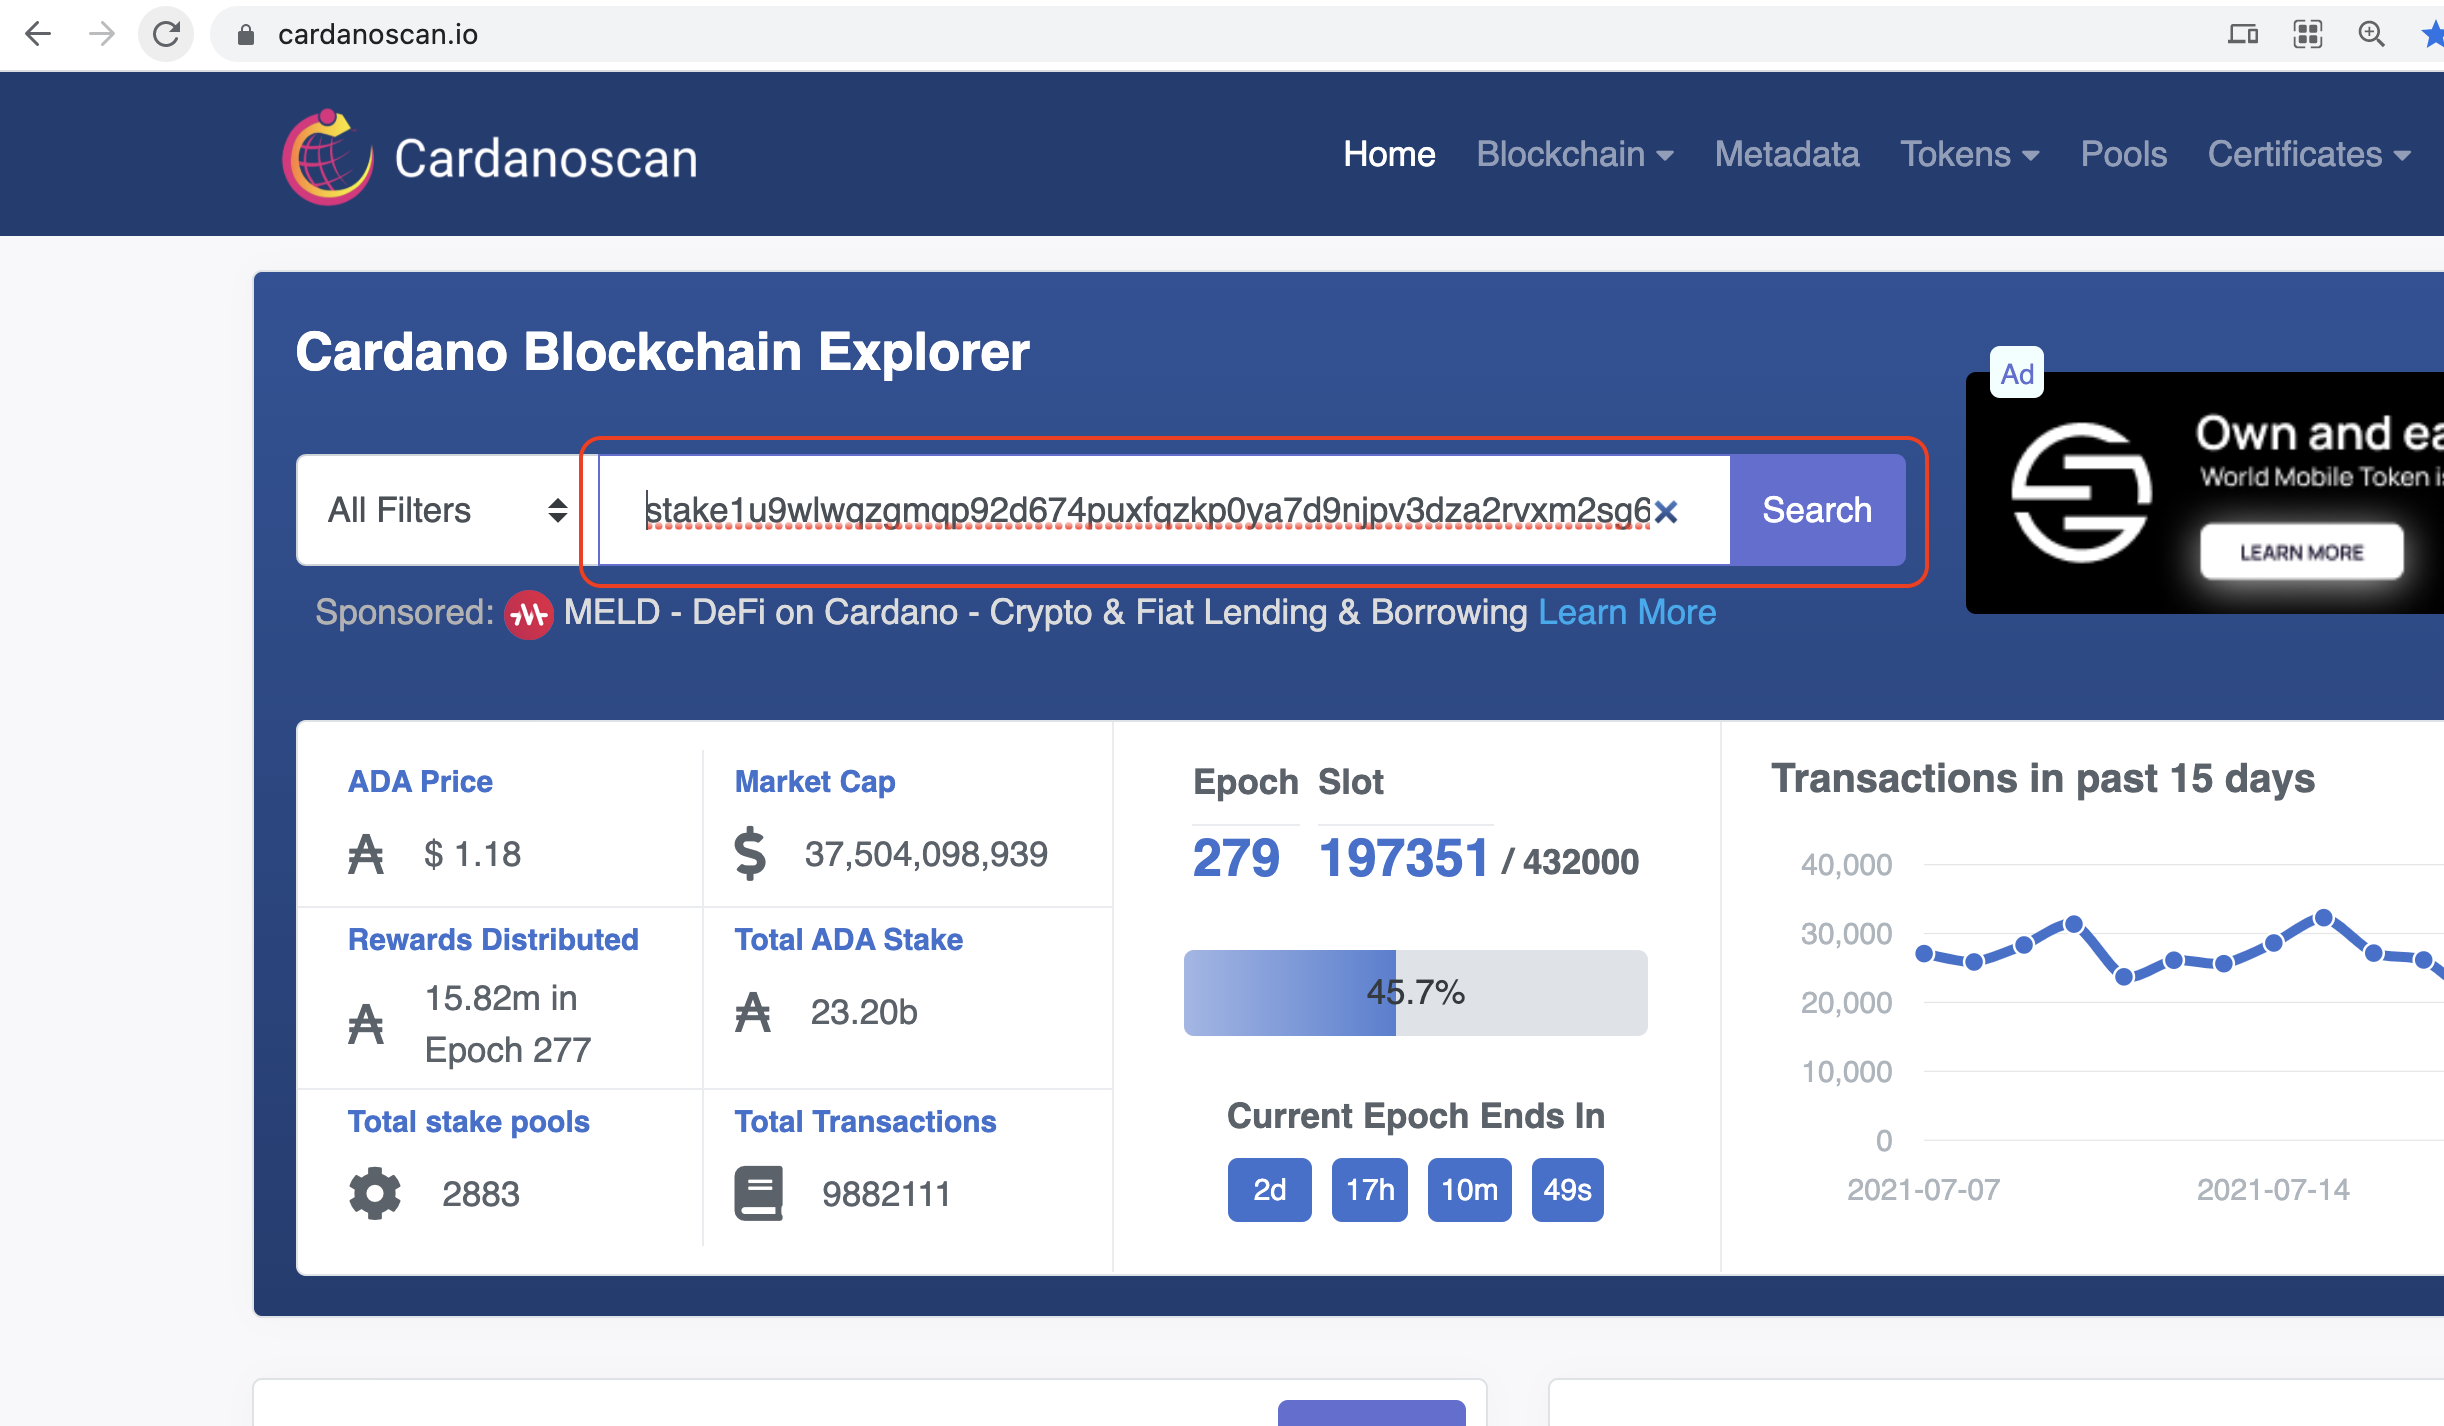 cardanoscan.io
Cardanoscan
Home Blockchain Metadata Tokens Pools Certificates
Cardano Blockchain Explorer
Ad
All Filters
stake1u9wlwqzgmqp92d674puxfqzkp0ya7d9njpv3dza2rvxm2sg6
Search
Own and ea
World Mobile Token is
LEARN MORE
Sponsored: MELD - DeFi on Cardano - Crypto & Fiat Lending & Borrowing Learn More
ADA Price
$ 1.18
Market Cap
37,504,098,939
Rewards Distributed
15.82m in
Epoch 277
Total ADA Stake
23.20b
Total stake pools
2883
Total Transactions
9882111
Epoch Slot
279 197351 / 432000
45.7%
Current Epoch Ends In
2d 17h 10m 49s
Transactions in past 15 days
40,000
30,000
20,000
10,000
0
2021-07-07 2021-07-14